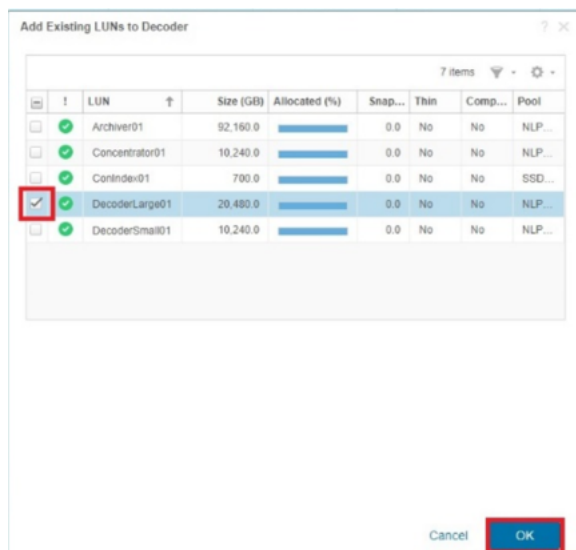 Add Existing LUNs to Decoder ? ×
7 items
! LUN ↑ Size (GB) Allocated (%) Snap... Thin Comp... Pool
Archiver01 92,160.0 0.0 No No NLP...
Concentrator01 10,240.0 0.0 No No NLP...
ConIndex01 700.0 0.0 No No SSD...
DecoderLarge01 20,480.0 0.0 No No NLP...
DecoderSmall01 10,240.0 0.0 No No NLP...
Cancel OK